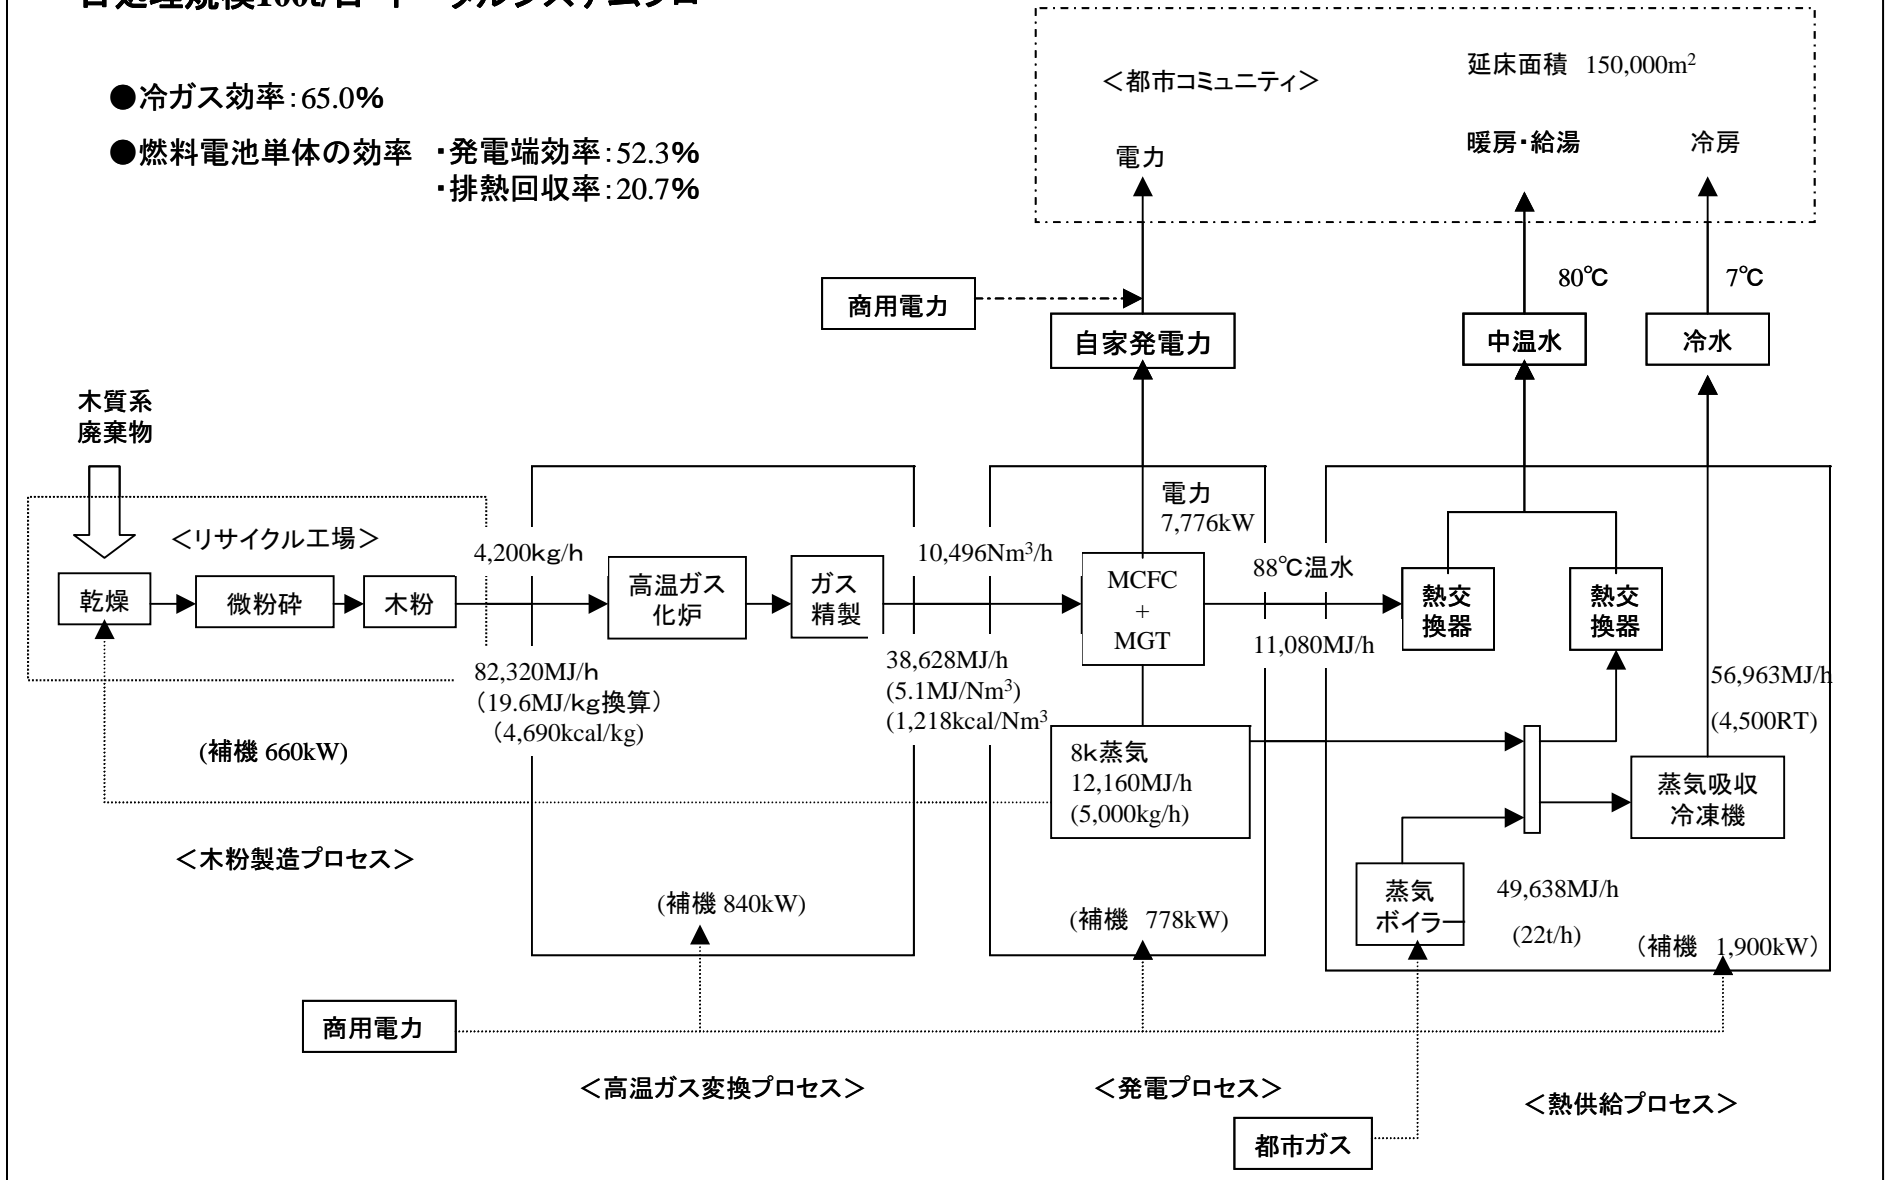 ●冷ガス効率:65.0%
●燃料電池単体の効率 ・発電端効率:52.3%
・排熱回収率:20.7%
<都市コミュニティ>
延床面積 150,000m²
電力
暖房・給湯
冷房
80℃
7℃
商用電力
自家発電力
中温水
冷水
木質系
廃棄物
<リサイクル工場>
乾燥
微粉砕
木粉
4,200kg/h
82,320MJ/h
(19.6MJ/kg換算)
(4,690kcal/kg)
(補機 660kW)
<木粉製造プロセス>
高温ガス
化炉
ガス
精製
10,496Nm³/h
38,628MJ/h
(5.1MJ/Nm³)
(1,218kcal/Nm³
(補機 840kW)
電力
7,776kW
MCFC
+
MGT
8k蒸気
12,160MJ/h
(5,000kg/h)
(補機 778kW)
88℃温水
11,080MJ/h
熱交
換器
熱交
換器
56,963MJ/h
(4,500RT)
蒸気吸収
冷凍機
蒸気
ボイラー
49,638MJ/h
(22t/h)
(補機 1,900kW)
商用電力
<高温ガス変換プロセス>
<発電プロセス>
<熱供給プロセス>
都市ガス